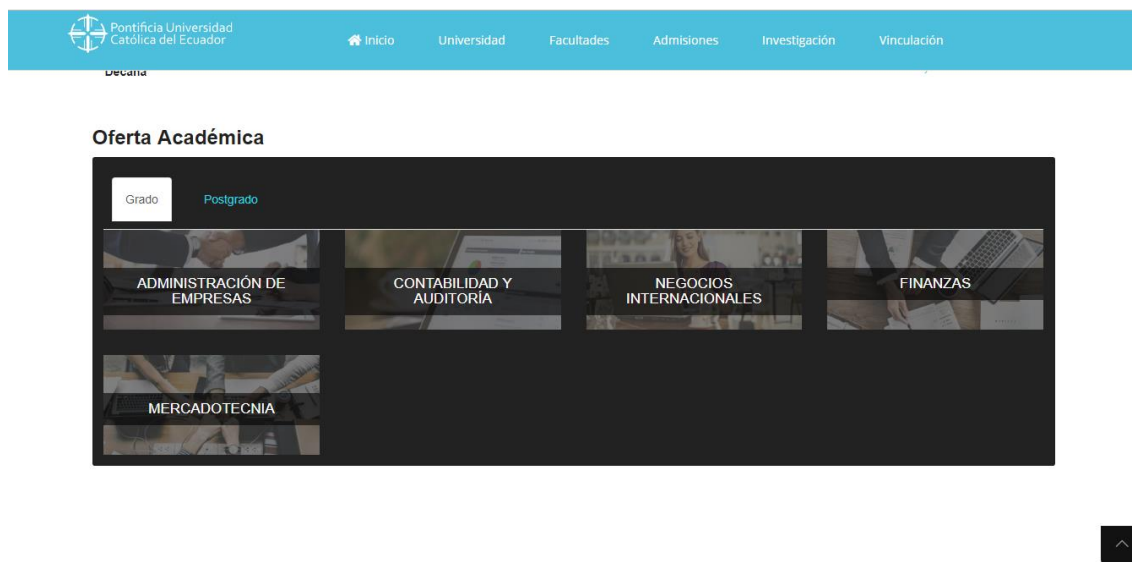 Pontificia Universidad
Católica del Ecuador
Inicio Universidad Facultades Admisiones Investigación Vinculación
Decana
Oferta Académica
Grado Postgrado
ADMINISTRACIÓN DE
EMPRESAS
CONTABILIDAD Y
AUDITORÍA
NEGOCIOS
INTERNACIONALES
FINANZAS
MERCADOTECNIA